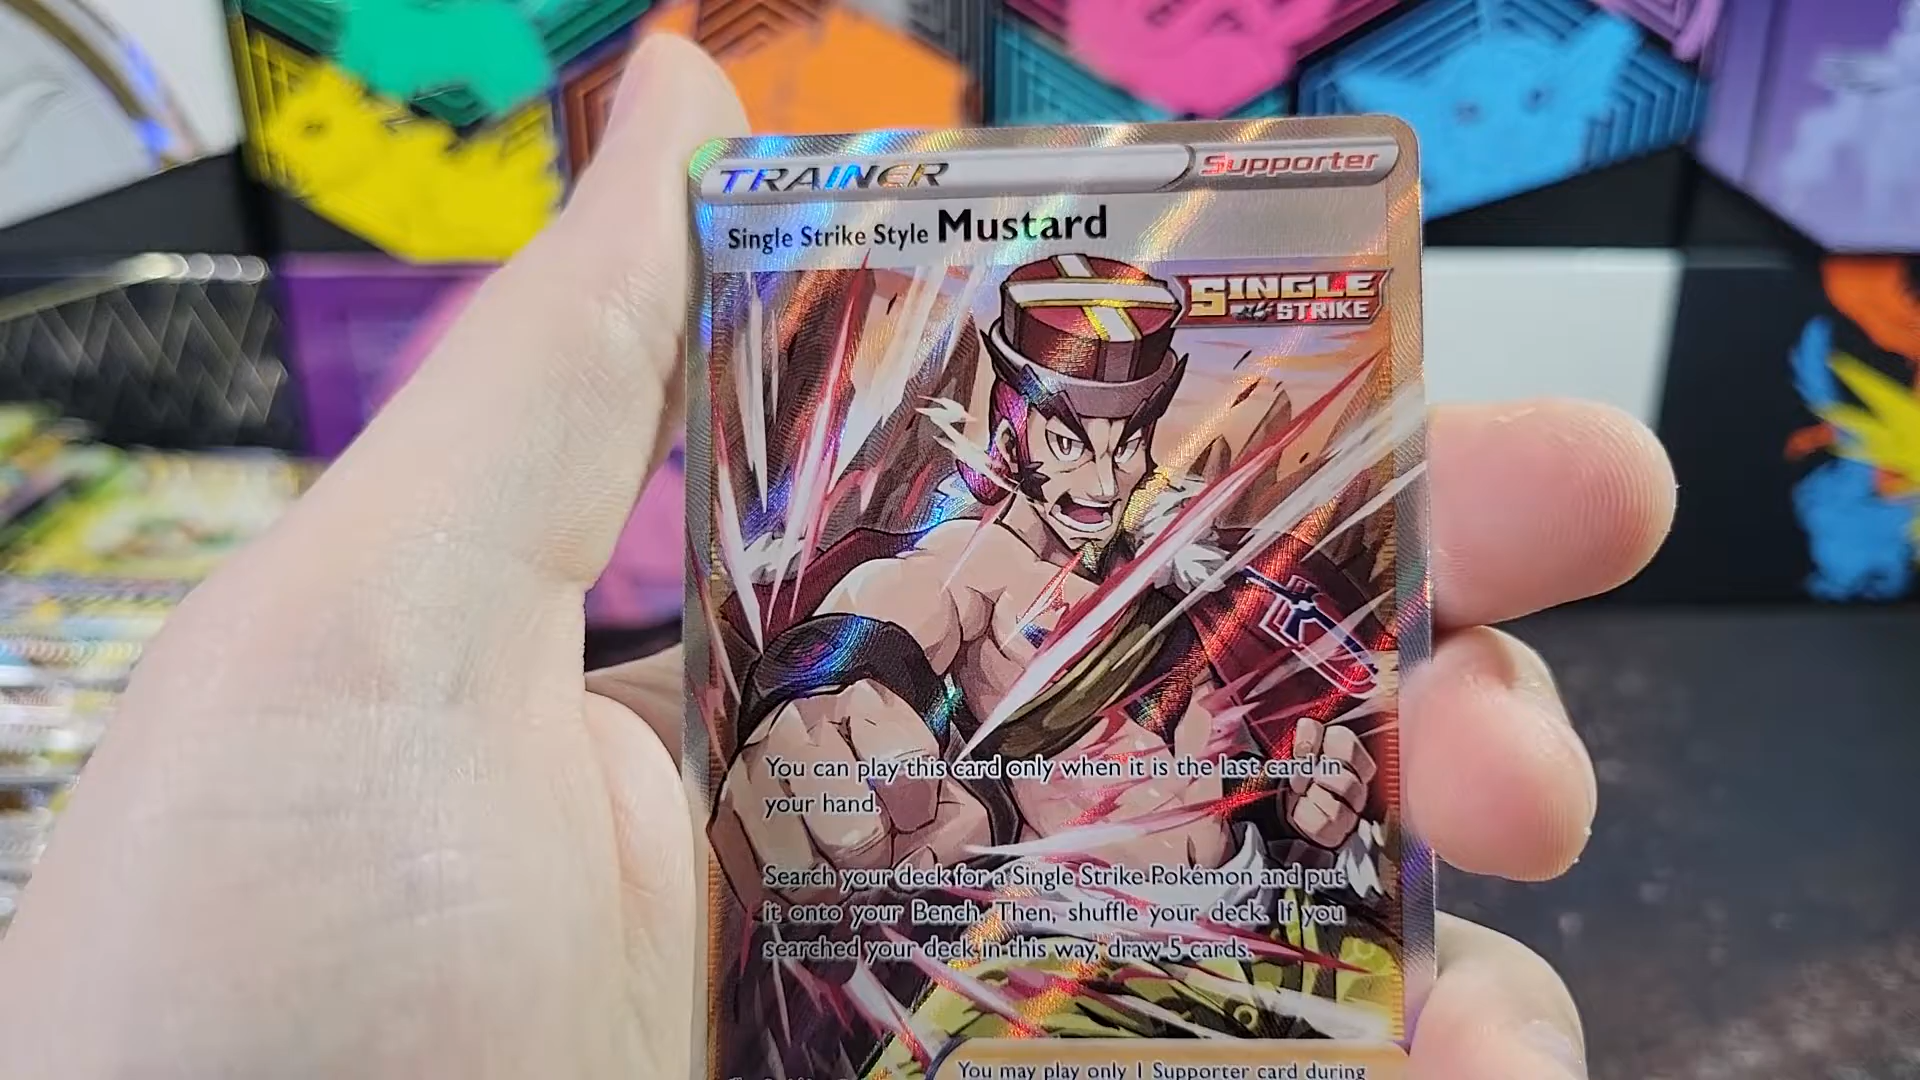 TRAINER
Supporter
Single Strike Style Mustard
SINGLE
STRIKE
You can play this card only when it is the last card in
your hand.
Search your deck for a Single Strike Pokémon and put
it onto your Bench. Then, shuffle your deck. If you
searched your deck in this way, draw 5 cards.
You may play only 1 Supporter card during